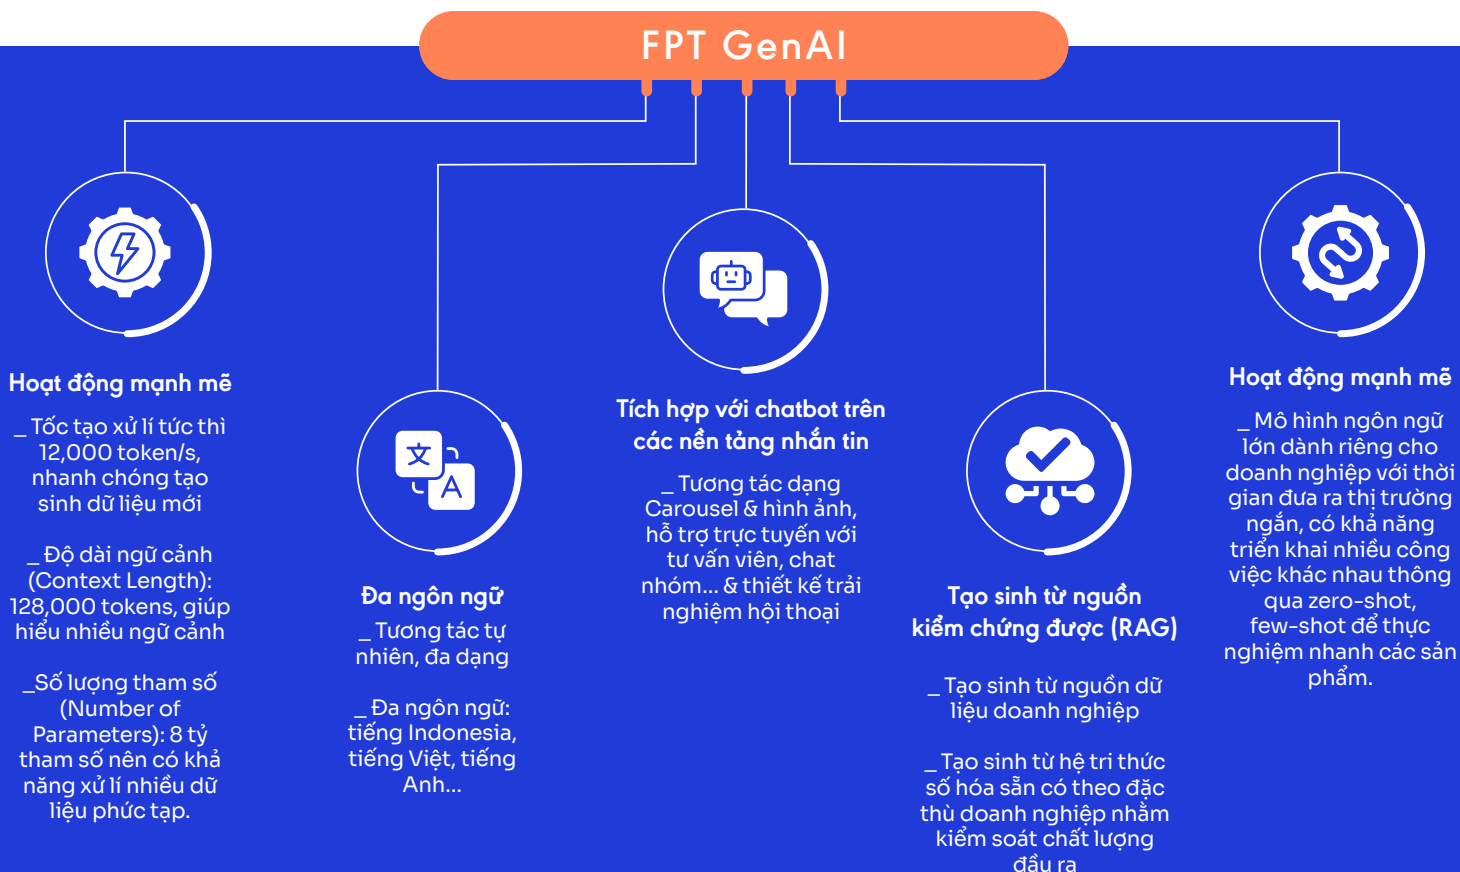 FPT GenAI
Hoạt động mạnh mẽ
_ Tốc tạo xử lí tức thì
12,000 token/s,
nhanh chóng tạo
sinh dữ liệu mới
_ Độ dài ngữ cảnh
(Context Length):
128,000 tokens, giúp
hiểu nhiều ngữ cảnh
_Số lượng tham số
(Number of
Parameters): 8 tỷ
tham số nên có khả
năng xử lí nhiều dữ
liệu phức tạp.
文
A
Đa ngôn ngữ
_ Tương tác tự
nhiên, đa dạng
_ Đa ngôn ngữ:
tiếng Indonesia,
tiếng Việt, tiếng
Anh...
Tích hợp với chatbot trên
các nền tảng nhắn tin
_ Tương tác dạng
Carousel & hình ảnh,
hỗ trợ trực tuyến với
tư vấn viên, chat
nhóm... & thiết kế trải
nghiệm hội thoại
Tạo sinh từ nguồn
kiểm chứng được (RAG)
_ Tạo sinh từ nguồn dữ
liệu doanh nghiệp
_ Tạo sinh từ hệ tri thức
số hóa sẵn có theo đặc
thù doanh nghiệp nhằm
kiểm soát chất lượng
đầu ra
Hoạt động mạnh mẽ
_ Mô hình ngôn ngữ
lớn dành riêng cho
doanh nghiệp với thời
gian đưa ra thị trường
ngắn, có khả năng
triển khai nhiều công
việc khác nhau thông
qua zero-shot,
few-shot để thực
nghiệm nhanh các sản
phẩm.